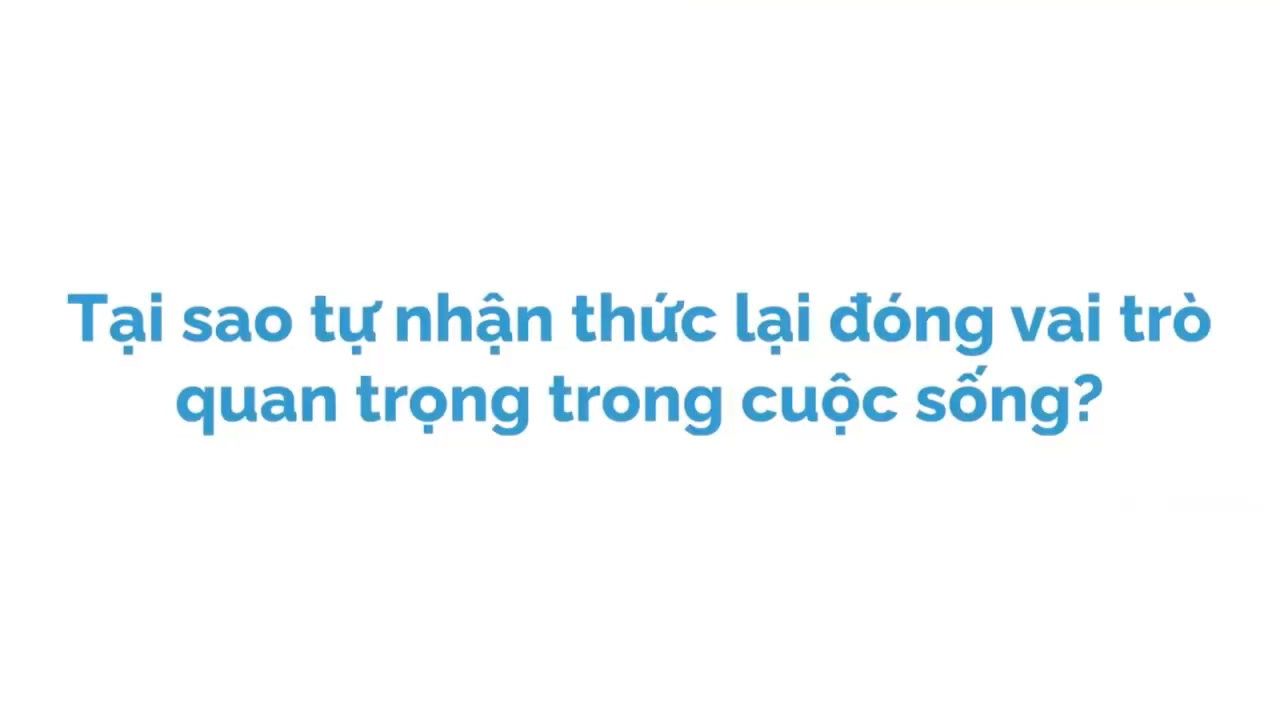 Tại sao tự nhận thức lại đóng vai trò
quan trọng trong cuộc sống?